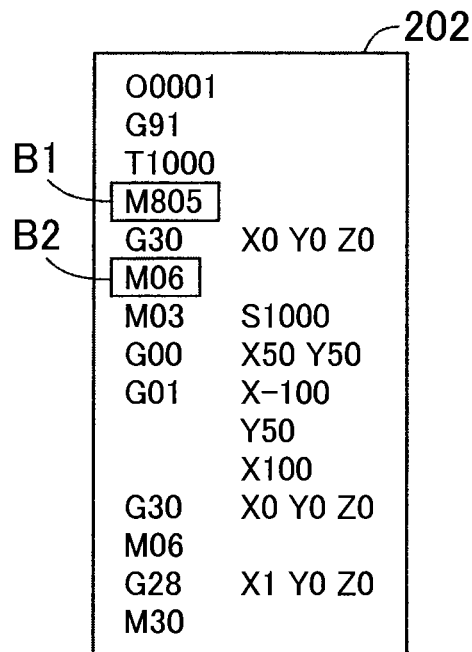 202
O0001
G91
T1000
B1
M805
G30 X0 Y0 Z0
B2
M06
M03 S1000
G00 X50 Y50
G01 X-100
Y50
X100
G30 X0 Y0 Z0
M06
G28 X1 Y0 Z0
M30